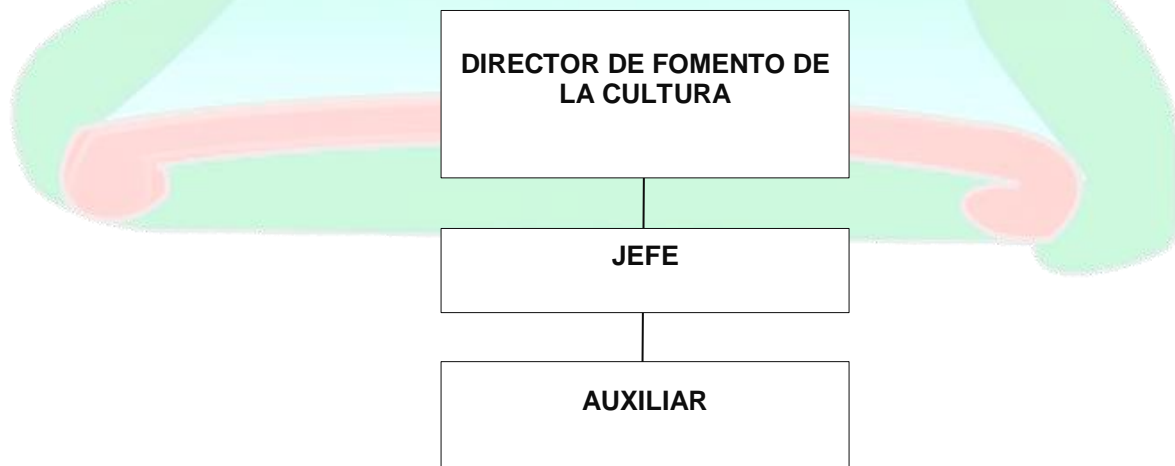 DIRECTOR DE FOMENTO DE
LA CULTURA
JEFE
AUXILIAR